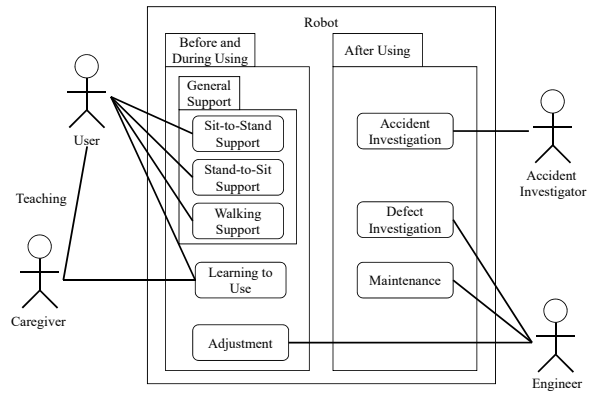 Robot
Before and
During Using
After Using
General
Support
Sit-to-Stand
Support
Accident
Investigation
User
Stand-to-Sit
Support
Accident
Investigator
Teaching
Walking
Support
Defect
Investigation
Learning to
Use
Maintenance
Caregiver
Adjustment
Engineer